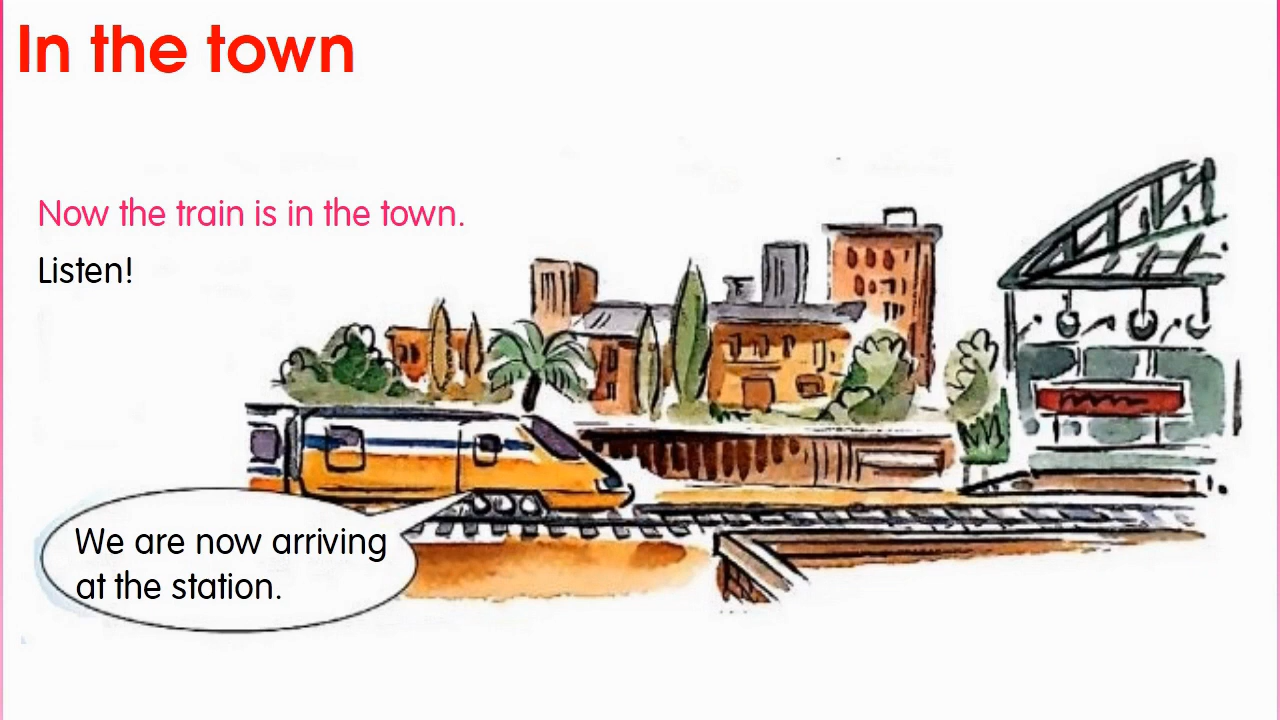 In the town
Now the train is in the town.
Listen!
We are now arriving
at the station.